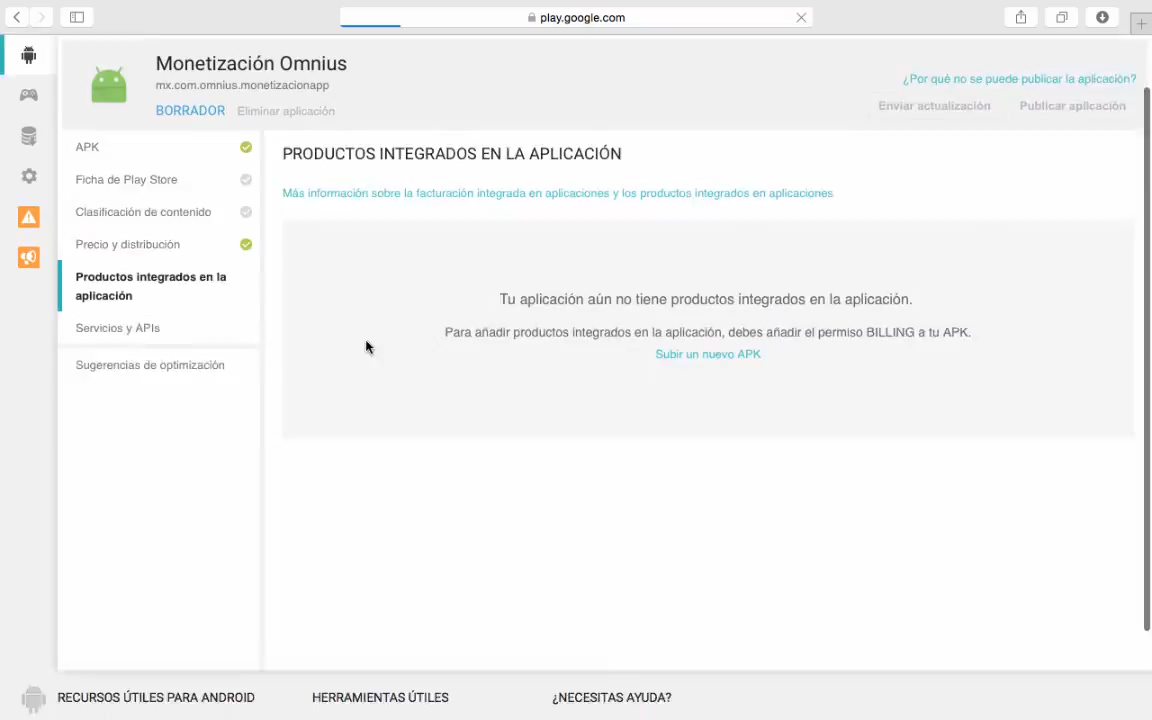 play.google.com
Monetización Omnius
mx.com.omnius.monetizacionapp
BORRADOR Eliminar aplicación
¿Por qué no se puede publicar la aplicación?
Enviar actualización Publicar aplicación
APK
Ficha de Play Store
Clasificación de contenido
Precio y distribución
Productos integrados en la
aplicación
Servicios y APIs
Sugerencias de optimización
PRODUCTOS INTEGRADOS EN LA APLICACIÓN
Más información sobre la facturación integrada en aplicaciones y los productos integrados en aplicaciones
Tu aplicación aún no tiene productos integrados en la aplicación.
Para añadir productos integrados en la aplicación, debes añadir el permiso BILLING a tu APK.
Subir un nuevo APK
RECURSOS ÚTILES PARA ANDROID HERRAMIENTAS ÚTILES ¿NECESITAS AYUDA?